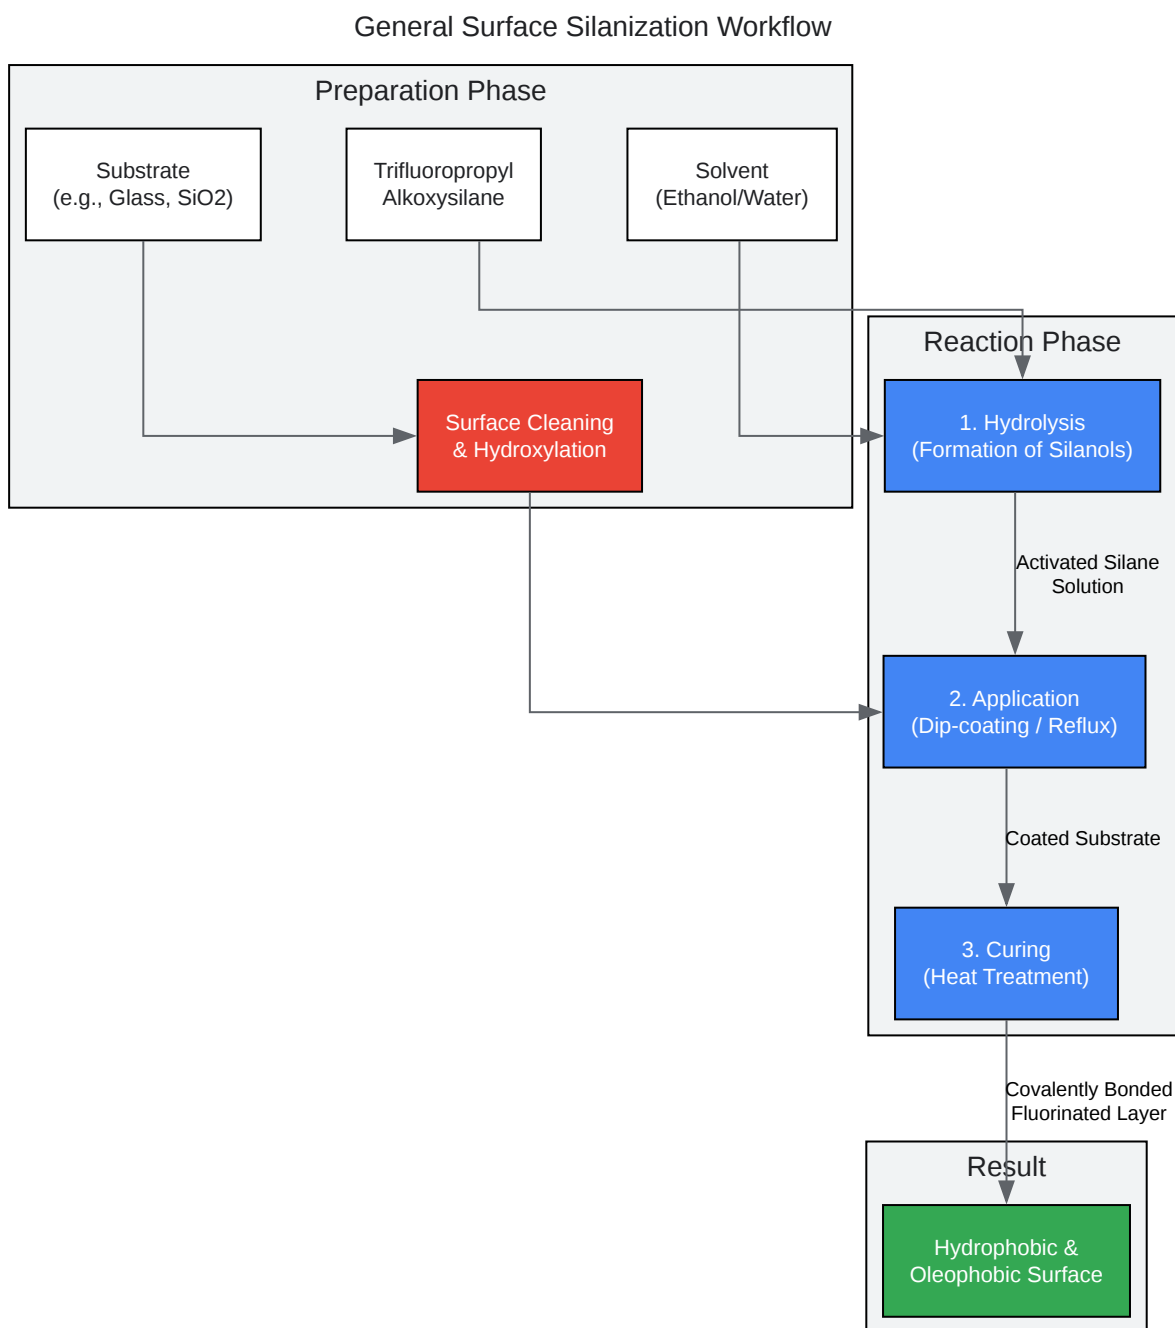 General Surface Silanization Workflow
Preparation Phase
Substrate
(e.g., Glass, SiO2)
Trifluoropropyl
Alkoxysilane
Solvent
(Ethanol/Water)
Surface Cleaning
& Hydroxylation
Reaction Phase
1. Hydrolysis
(Formation of Silanols)
Activated Silane
Solution
2. Application
(Dip-coating / Reflux)
Coated Substrate
3. Curing
(Heat Treatment)
Covalently Bonded
Fluorinated Layer
Result
Hydrophobic &
Oleophobic Surface